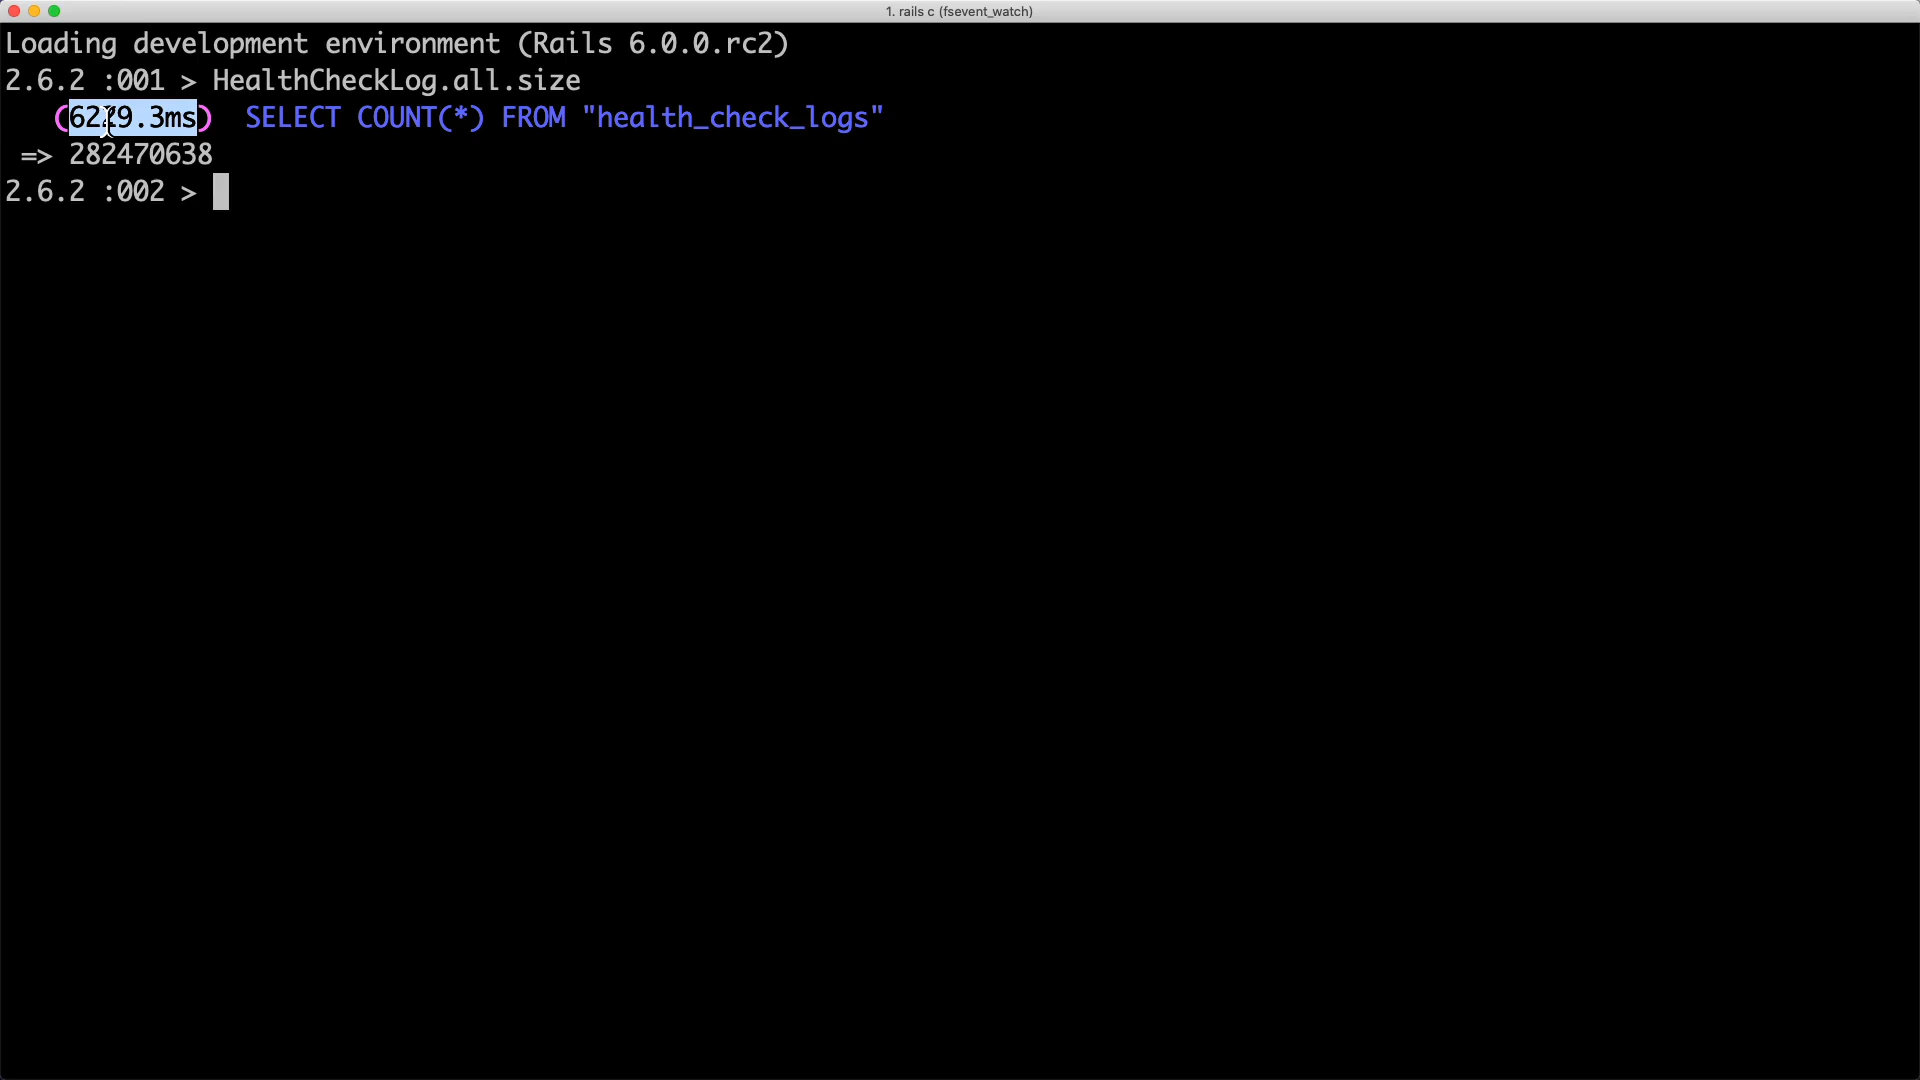 1. rails c (fsevent_watch)
Loading development environment (Rails 6.0.0.rc2)
2.6.2 :001 > HealthCheckLog.all.size
(6229.3ms) SELECT COUNT(*) FROM "health_check_logs"
=> 282470638
2.6.2 :002 >